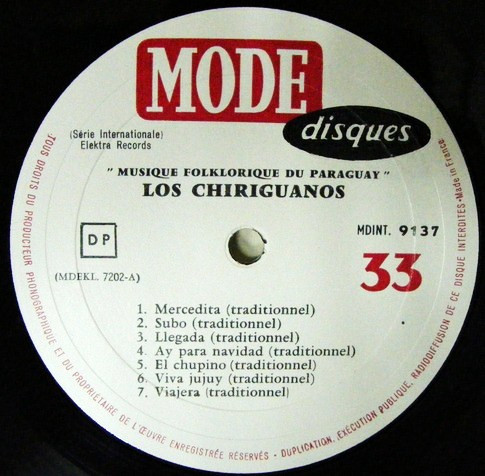 MODE
disques
(Série Internationale)
Elektra Records
" MUSIQUE FOLKLORIQUE DU PARAGUAY "
LOS CHIRIGUANOS
DP
MDINT. 9137
33
(MDEKL. 7202-A)
1. Mercedita (traditionnel)
2. Subo (traditionnel)
3. Llegada (traditionnel)
4. Ay para navidad (traditionnel)
5. El chupino (traditionnel)
6. Viva jujuy (traditionnel)
7. Viajera (traditionnel)
TOUS DROITS DU PRODUCTEUR PHONOGRAPHIQUE ET DU PROPRIÉTAIRE DE L'ŒUVRE ENREGISTRÉE RÉSERVÉS - DUPLICATION, EXÉCUTION PUBLIQUE, RADIODIFFUSION DE CE DISQUE INTERDITES - Made in France